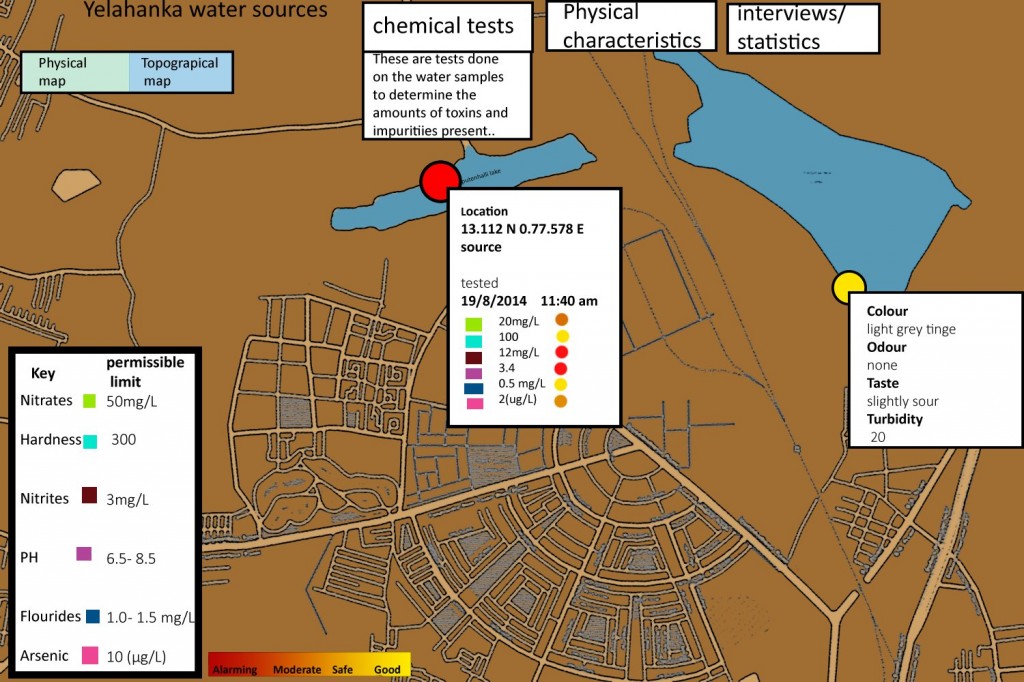 Yelahanka water sources
Physical
map
Topograpical
map
chemical tests
These are tests done
on the water samples
to determine the
amounts of toxins and
impuritiies present..
Physical
characteristics
interviews/
statistics
Location
13.112 N 0.77.578 E
source
tested
19/8/2014 11:40 am
20mg/L
100
12mg/L
3.4
0.5 mg/L
2(ug/L)
Colour
light grey tinge
Odour
none
Taste
slightly sour
Turbidity
20
Key permissible
limit
Nitrates 50mg/L
Hardness 300
Nitrites 3mg/L
PH 6.5- 8.5
Flourides 1.0- 1.5 mg/L
Arsenic 10 (µg/L)
Alarming Moderate Safe Good
lake